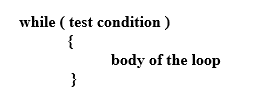 while ( test condition )
{
body of the loop
}